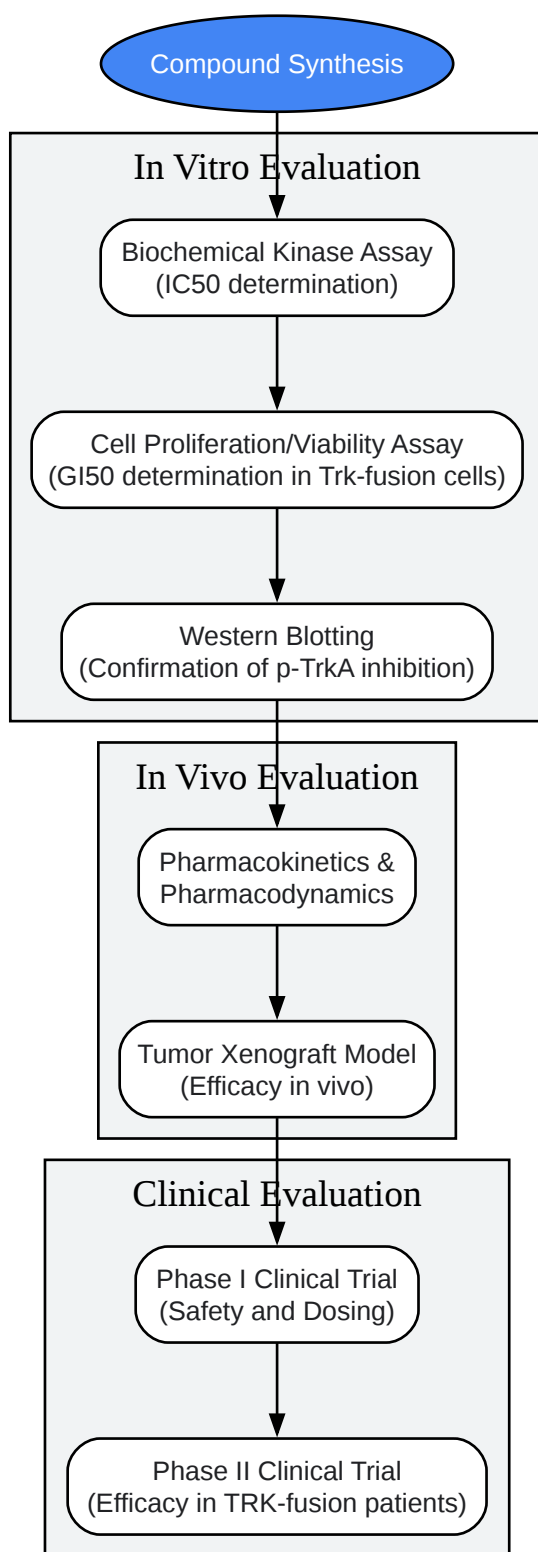 Compound Synthesis
In Vitro Evaluation
Biochemical Kinase Assay
(IC50 determination)
Cell Proliferation/Viability Assay
(GI50 determination in Trk-fusion cells)
Western Blotting
(Confirmation of p-TrkA inhibition)
In Vivo Evaluation
Pharmacokinetics &
Pharmacodynamics
Tumor Xenograft Model
(Efficacy in vivo)
Clinical Evaluation
Phase I Clinical Trial
(Safety and Dosing)
Phase II Clinical Trial
(Efficacy in TRK-fusion patients)